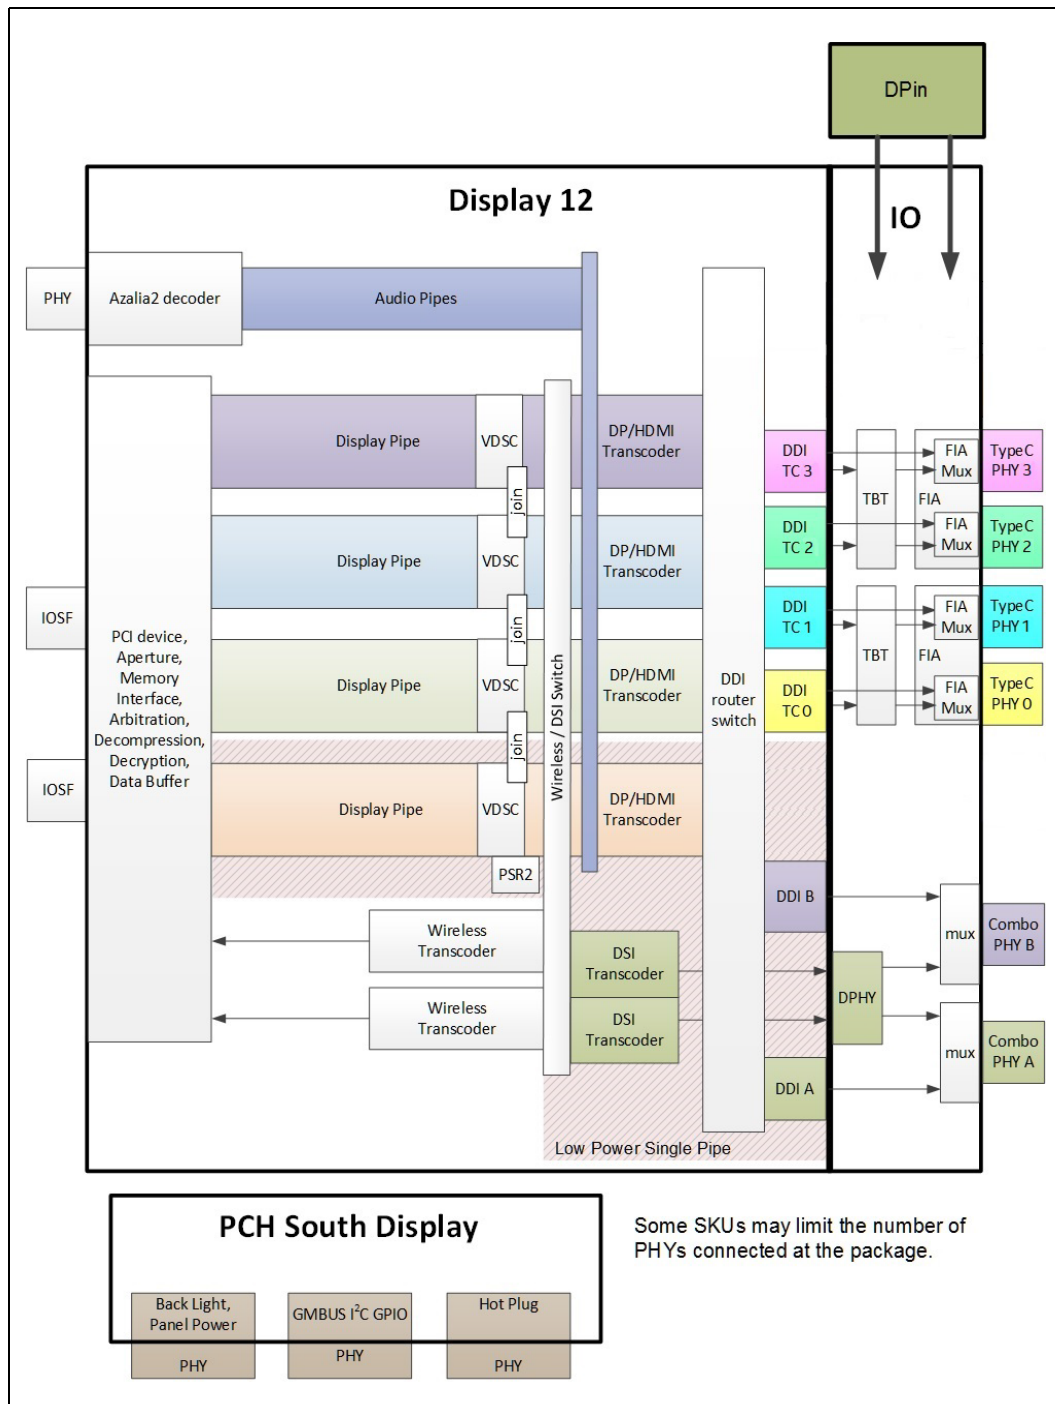 DPin
Display 12
IO
PHY
Azalia2 decoder
Audio Pipes
Display Pipe
VDSC
DP/HDMI
Transcoder
join
Display Pipe
VDSC
DP/HDMI
Transcoder
join
Display Pipe
VDSC
DP/HDMI
Transcoder
join
Display Pipe
VDSC
DP/HDMI
Transcoder
PSR2
IOSF
IOSF
PCI device,
Aperture,
Memory
Interface,
Arbitration,
Decompression,
Decryption,
Data Buffer
Wireless / DSI Switch
DDI
router
switch
DDI
TC 3
DDI
TC 2
DDI
TC 1
DDI
TC 0
TBT
FIA
Mux
FIA
FIA
Mux
TBT
FIA
Mux
FIA
FIA
Mux
TypeC
PHY 3
TypeC
PHY 2
TypeC
PHY 1
TypeC
PHY 0
Wireless
Transcoder
Wireless
Transcoder
DSI
Transcoder
DSI
Transcoder
DDI B
DDI A
DPHY
mux
mux
Combo
PHY B
Combo
PHY A
Low Power Single Pipe
PCH South Display
Back Light,
Panel Power
PHY
GMBUS I²C GPIO
PHY
Hot Plug
PHY
Some SKUs may limit the number of
PHYs connected at the package.